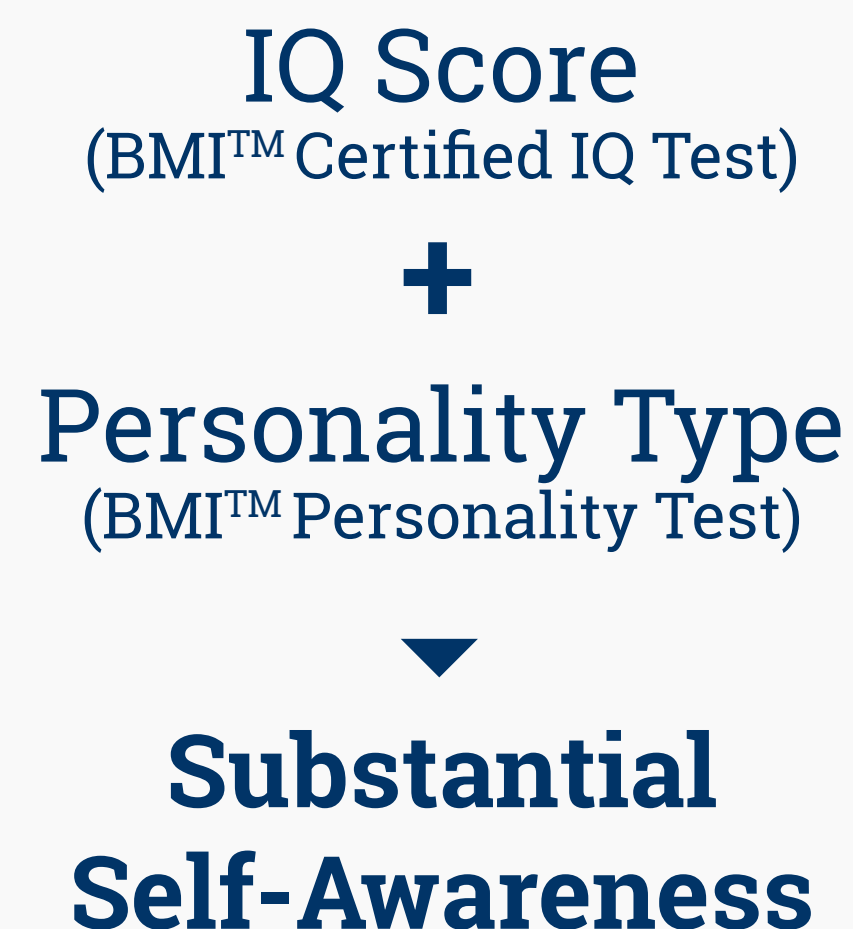 IQ Score
(BMI™ Certified IQ Test)
+
Personality Type
(BMI™ Personality Test)
Substantial
Self-Awareness